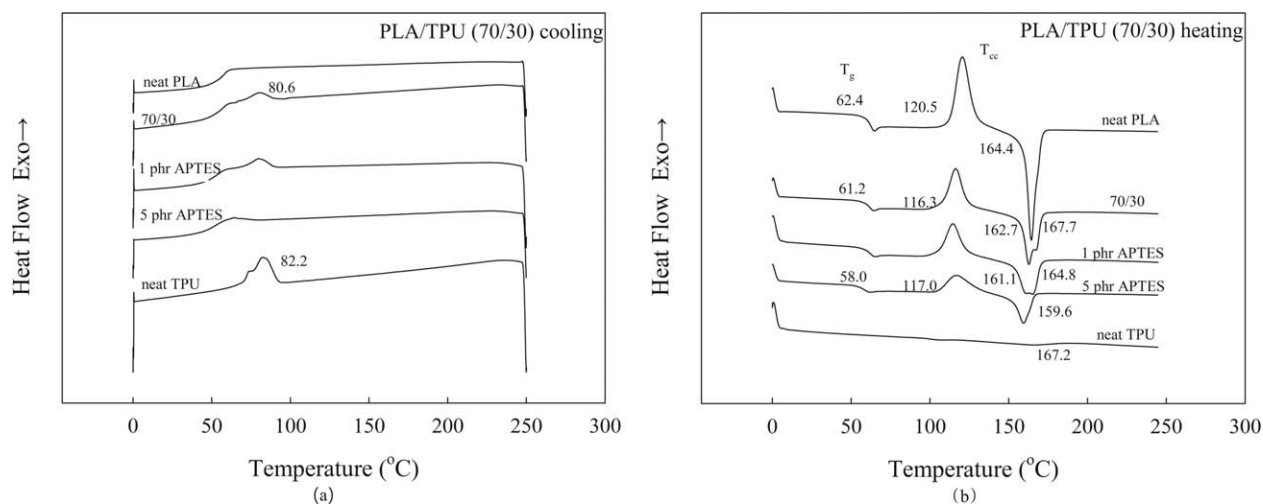 PLA/TPU (70/30) cooling
neat PLA
80.6
70/30
1 phr APTES
5 phr APTES
82.2
neat TPU
Heat Flow Exo→
0 50 100 150 200 250 300
Temperature (°C)
(a)
PLA/TPU (70/30) heating
Tcc
Tg
62.4
120.5
neat PLA
164.4
61.2
116.3
70/30
162.7
167.7
1 phr APTES
161.1
164.8
58.0
117.0
5 phr APTES
159.6
neat TPU
167.2
Heat Flow Exo→
0 50 100 150 200 250 300
Temperature (°C)
(b)